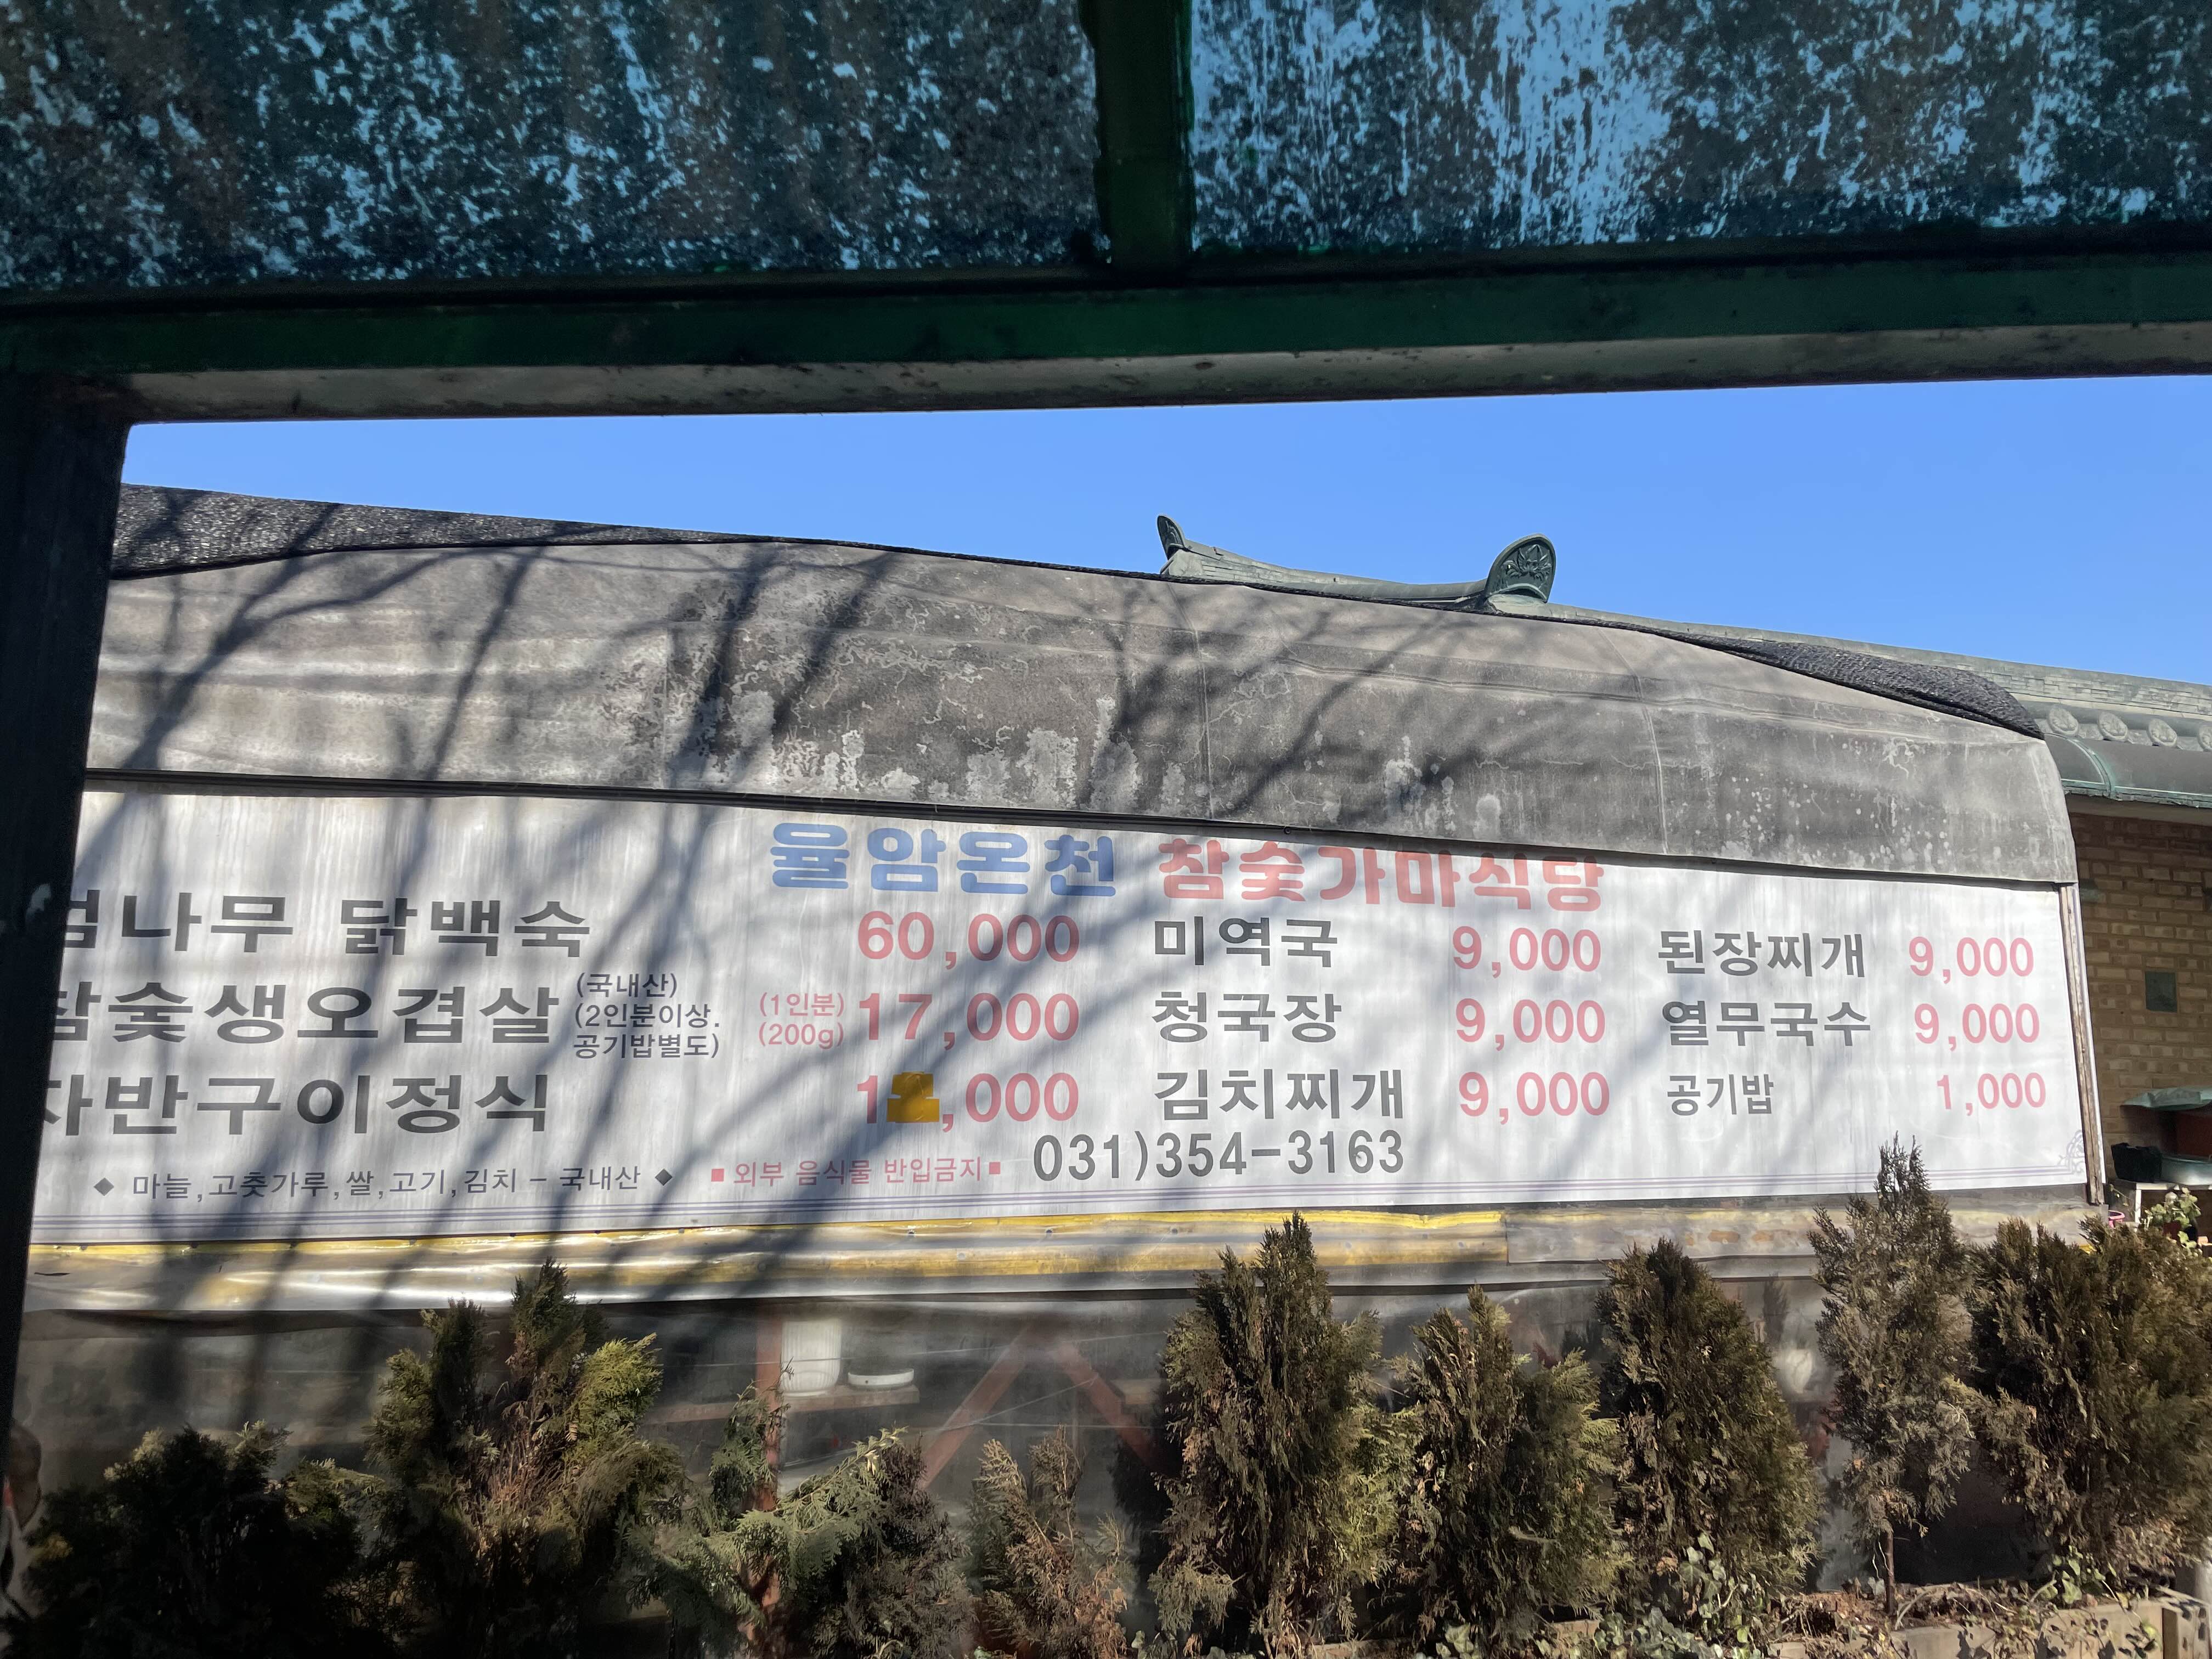 율암온천 참숯가마식당
나무 닭백숙 60,000 미역국 9,000 된장찌개 9,000
참숯생오겹살 (국내산) (2인분이상. 공기밥별도) (1인분) (200g) 17,000 청국장 9,000 열무국수 9,000
자반구이정식 ,000 김치찌개 9,000 공기밥 1,000
◆ 마늘,고춧가루,쌀,고기,김치 - 국내산 ◆ ■ 외부 음식물 반입금지 ■ 031)354-3163